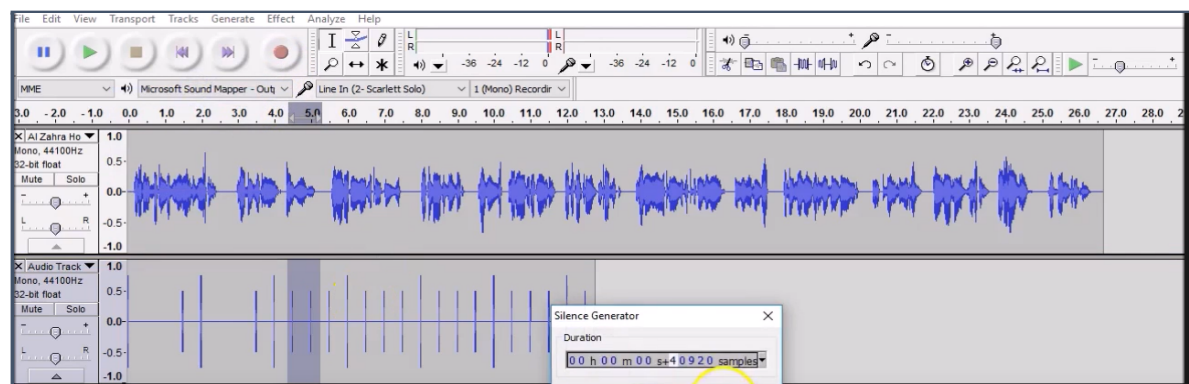 File Edit View Transport Tracks Generate Effect Analyze Help
L R
L R
-36 -24 -12 0
-36 -24 -12 0
MME
Microsoft Sound Mapper - Outp
Line In (2- Scarlett Solo)
1 (Mono) Recordir
3.0 - 2.0 - 1.0 0.0 1.0 2.0 3.0 4.0 5.0 6.0 7.0 8.0 9.0 10.0 11.0 12.0 13.0 14.0 15.0 16.0 17.0 18.0 19.0 20.0 21.0 22.0 23.0 24.0 25.0 26.0 27.0 28.0
X Al Zahra Ho 1.0
Mono, 44100Hz
32-bit float 0.5
Mute Solo
- + 0.0
L R -0.5
-1.0
X Audio Track 1.0
Mono, 44100Hz
32-bit float 0.5
Mute Solo
- + 0.0
L R -0.5
-1.0
Silence Generator
Duration
00 h 00 m 00 s+40920 samples